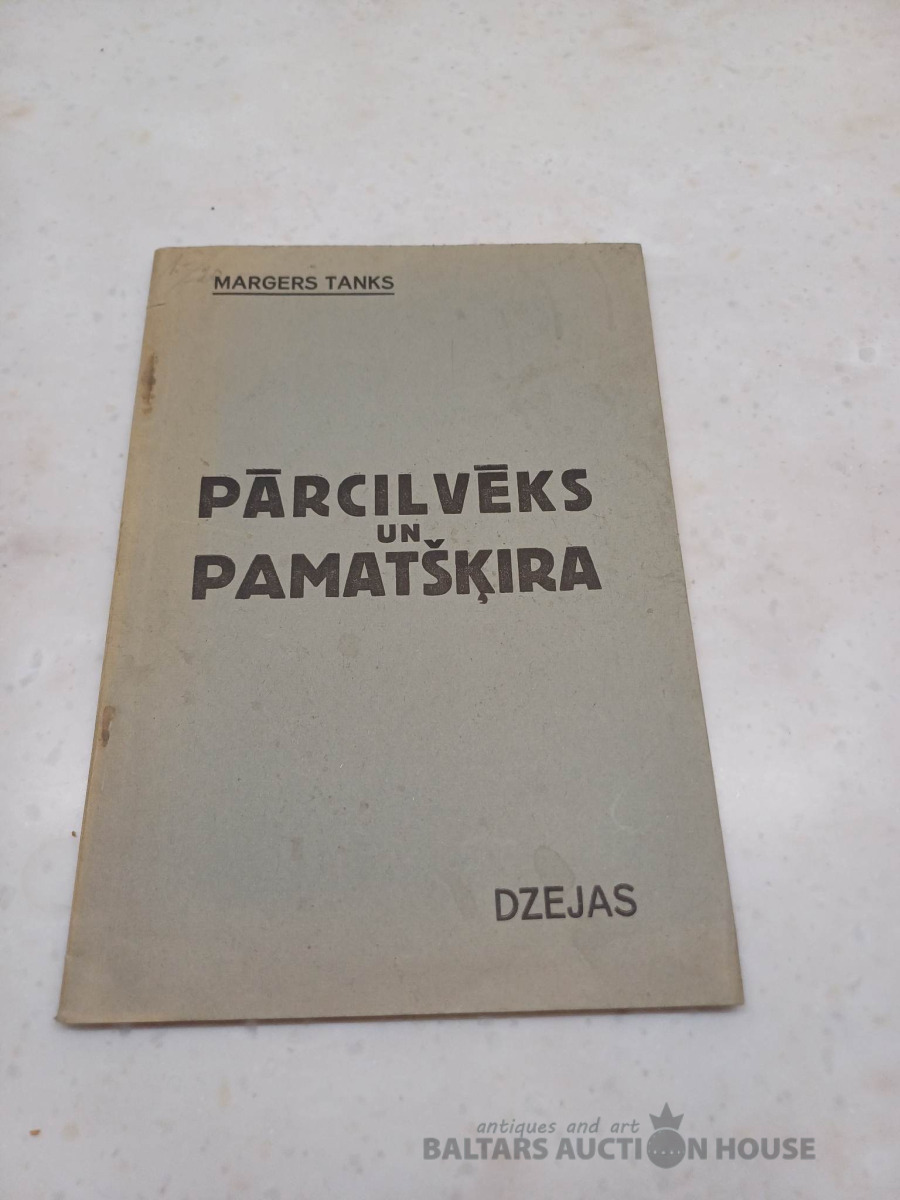 MARGERS TANKS
PĀRCILVĒKS
UN
PAMATŠĶIRA
DZEJAS
antiques and art
BALTARS AUCTION HOUSE